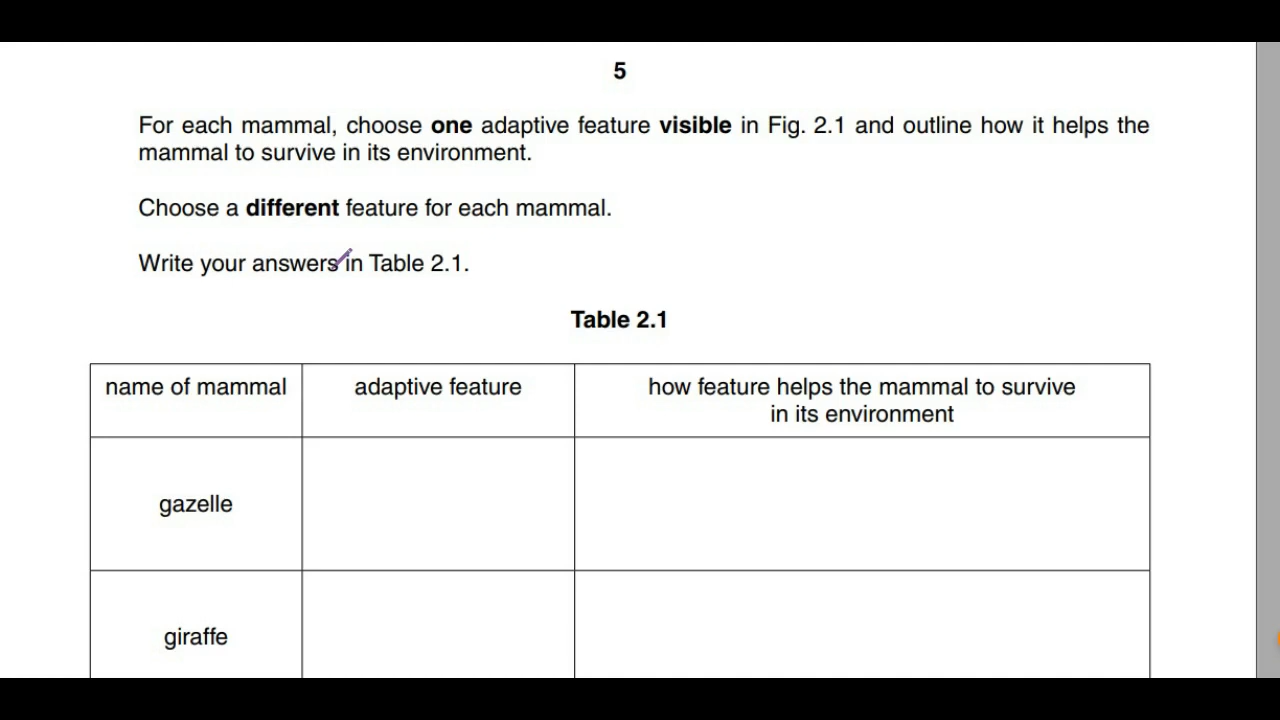 5
For each mammal, choose one adaptive feature visible in Fig. 2.1 and outline how it helps the
mammal to survive in its environment.
Choose a different feature for each mammal.
Write your answers in Table 2.1.
Table 2.1
name of mammal adaptive feature how feature helps the mammal to survive
in its environment
gazelle
giraffe